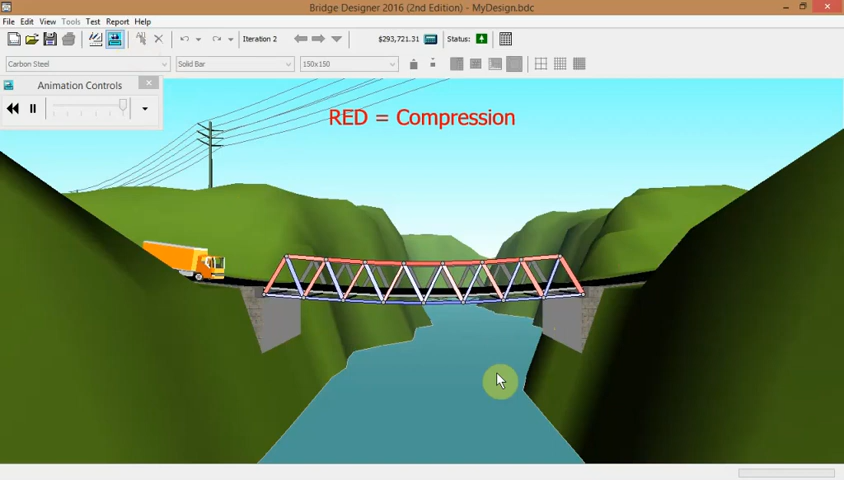 Bridge Designer 2016 (2nd Edition) - MyDesign.bdc
File Edit View Tools Test Report Help
Iteration 2 $293,721.31 Status:
Carbon Steel Solid Bar 150x150
Animation Controls
RED = Compression